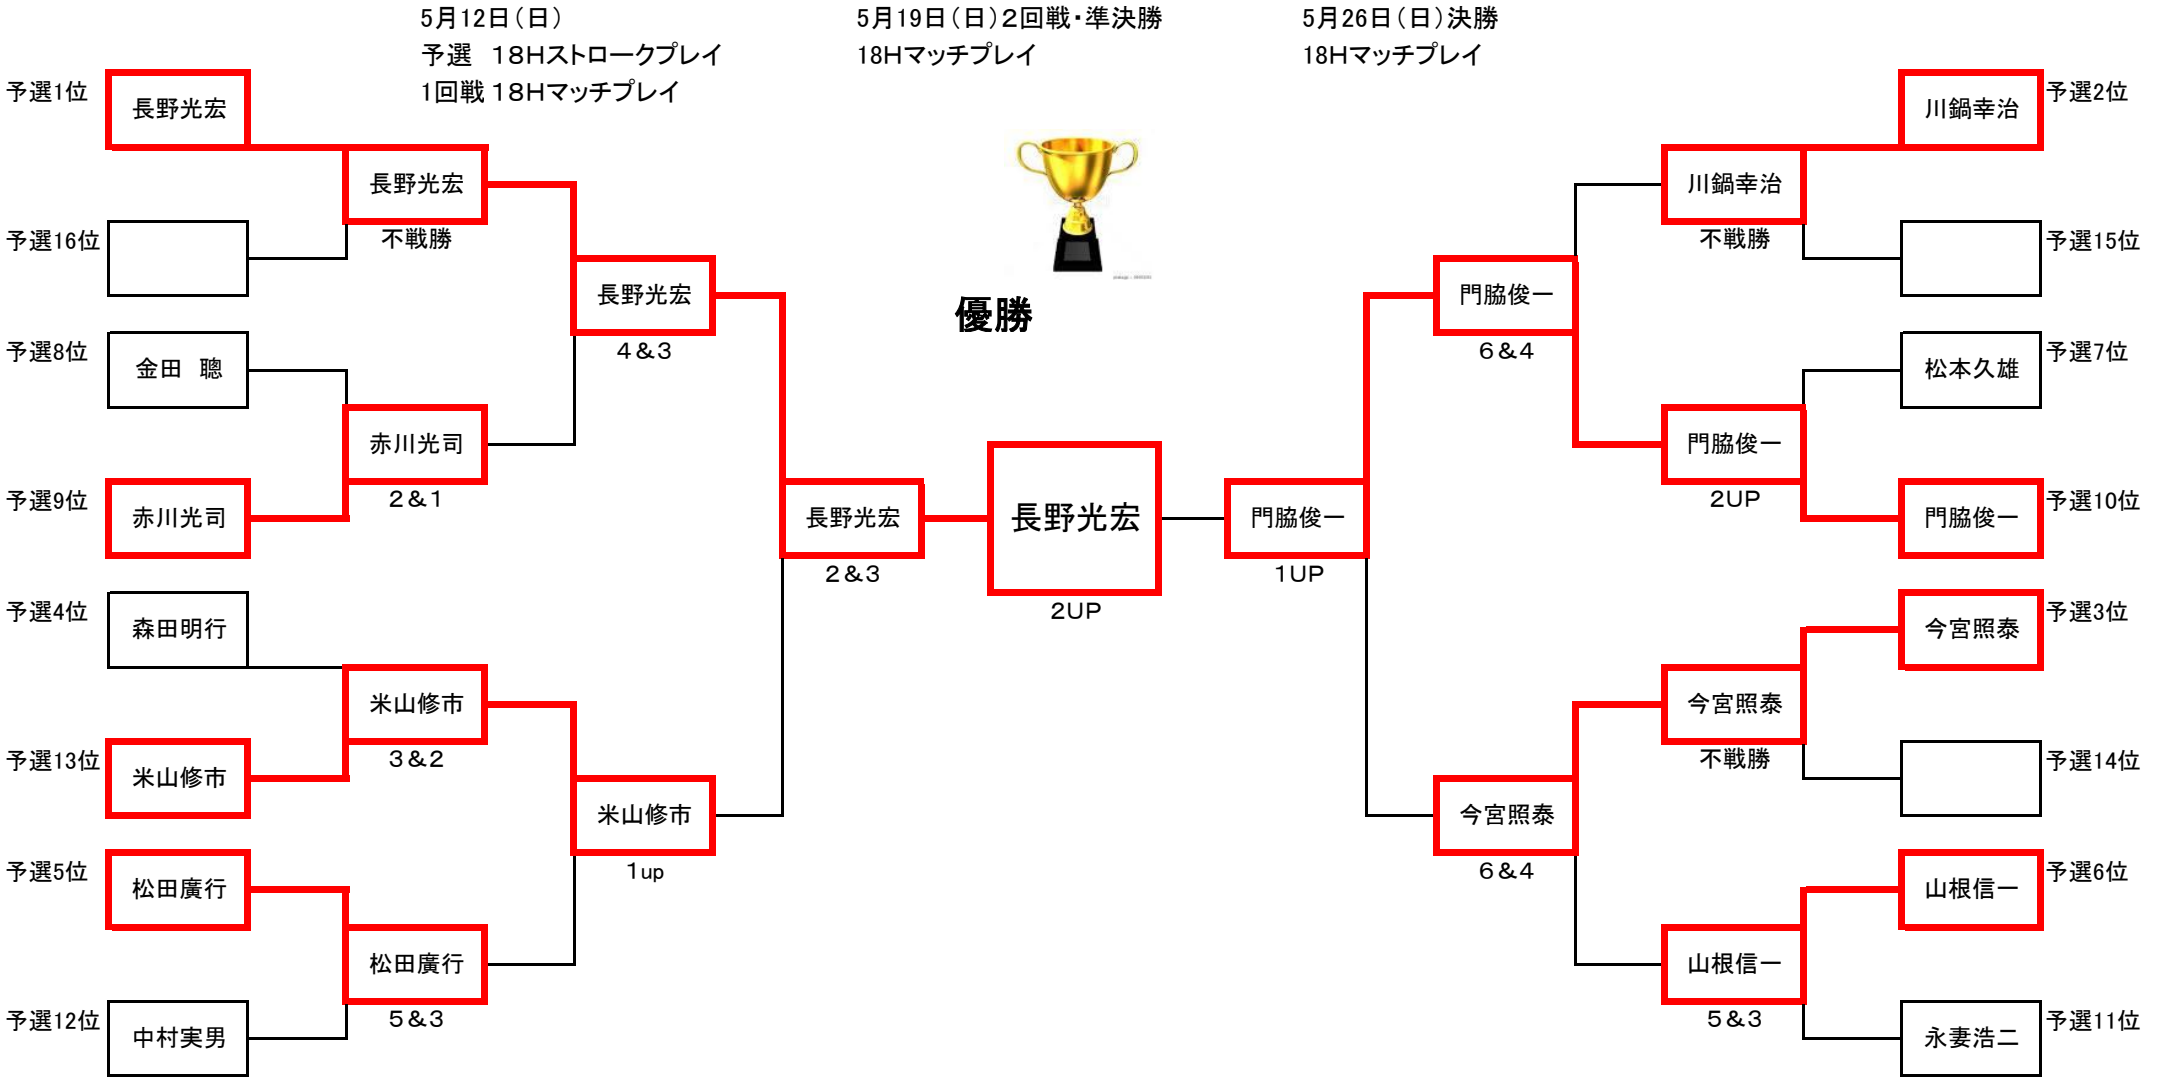 5月12日(日)
予選　18Hストロークプレイ
1回戦 18Hマッチプレイ
5月19日(日)2回戦・準決勝
18Hマッチプレイ
5月26日(日)決勝
18Hマッチプレイ
予選1位
長野光宏
長野光宏
不戦勝
予選16位
長野光宏
4&3
予選8位
金田　聰
赤川光司
2&1
予選9位
赤川光司
長野光宏
2&3
予選4位
森田明行
米山修市
3&2
予選13位
米山修市
米山修市
1up
予選5位
松田廣行
松田廣行
5&3
予選12位
中村実男
優勝
長野光宏
2UP
予選2位
川鍋幸治
川鍋幸治
不戦勝
予選15位
門脇俊一
6&4
予選7位
松本久雄
門脇俊一
2UP
予選10位
門脇俊一
門脇俊一
1UP
予選3位
今宮照泰
今宮照泰
不戦勝
予選14位
今宮照泰
6&4
予選6位
山根信一
山根信一
5&3
予選11位
永妻浩二